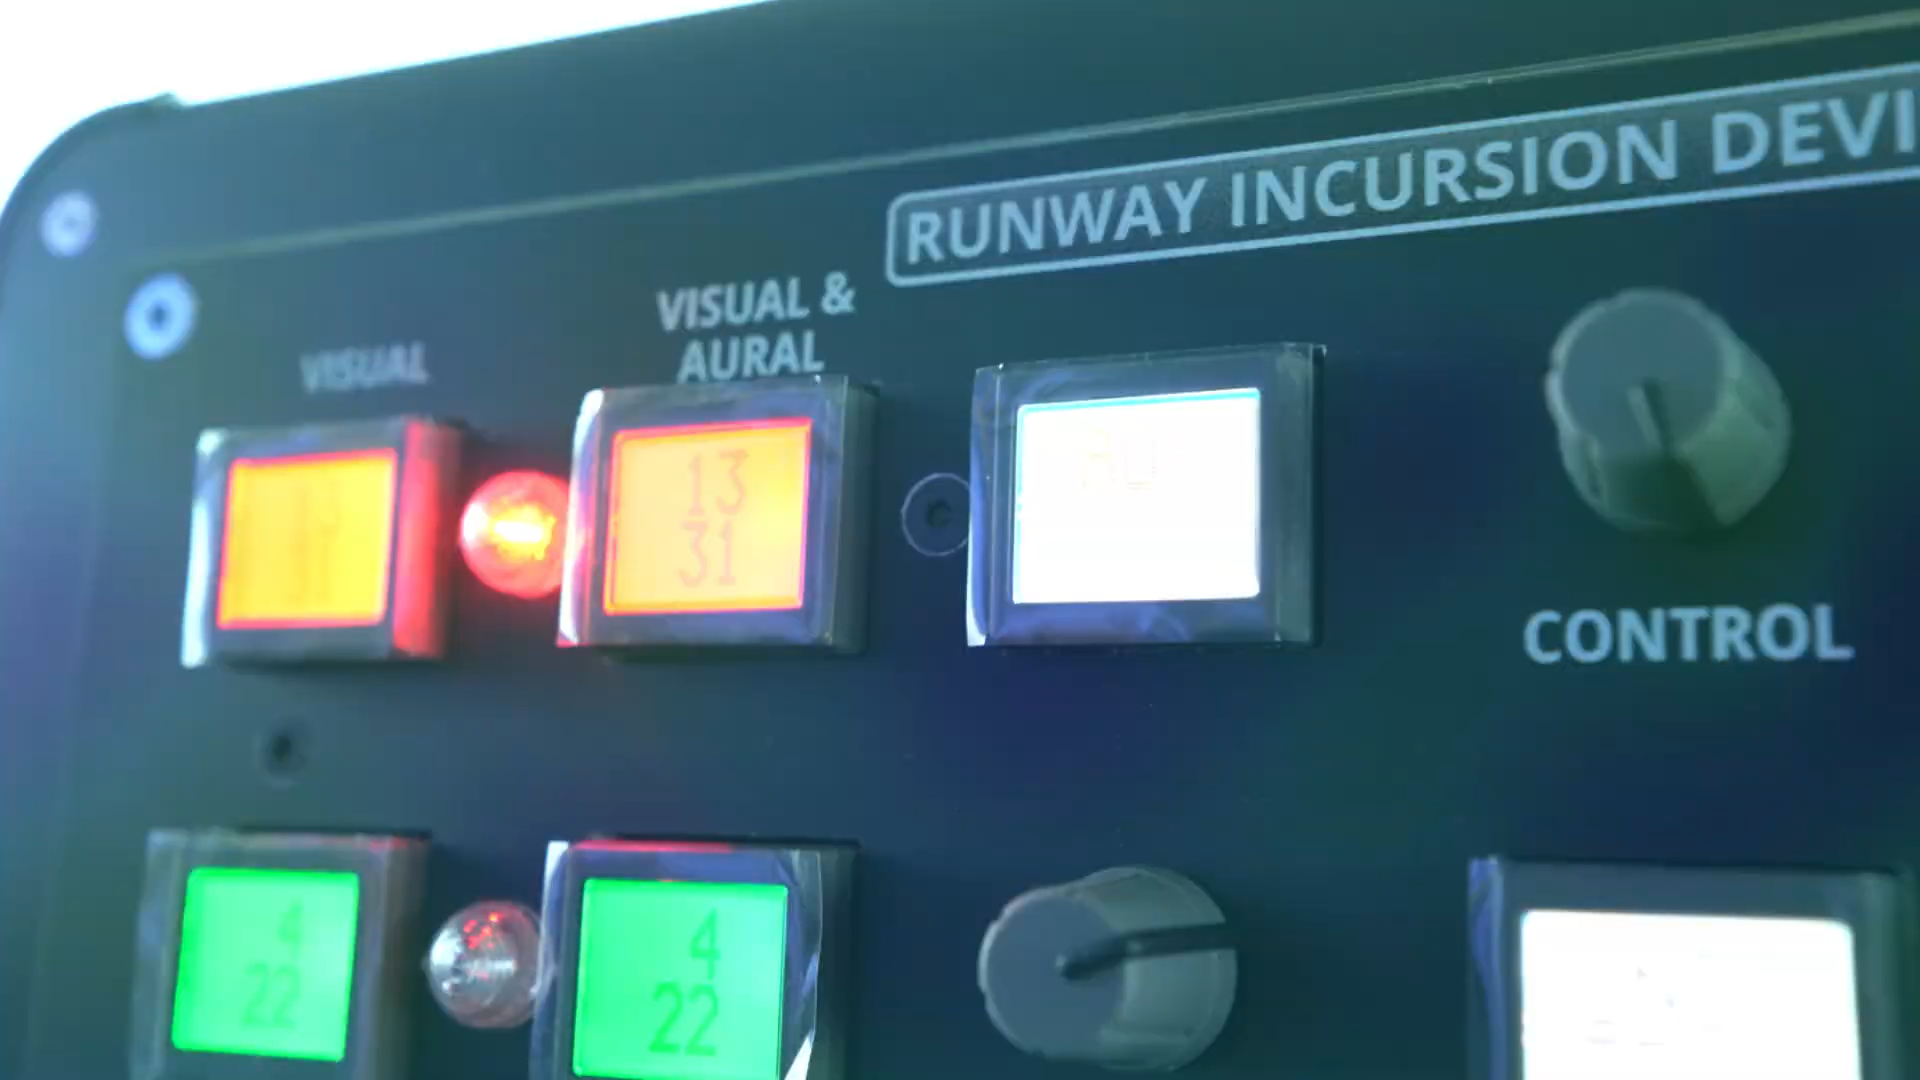 RUNWAY INCURSION DEVI
VISUAL
VISUAL &
AURAL
13
31
CONTROL
4
22
4
22